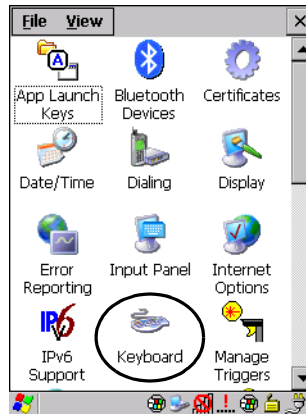 File View
App Launch Keys
Bluetooth Devices
Certificates
Date/Time
Dialing
Display
Error Reporting
Input Panel
Internet Options
IPv6
IPv6 Support
Keyboard
Manage Triggers